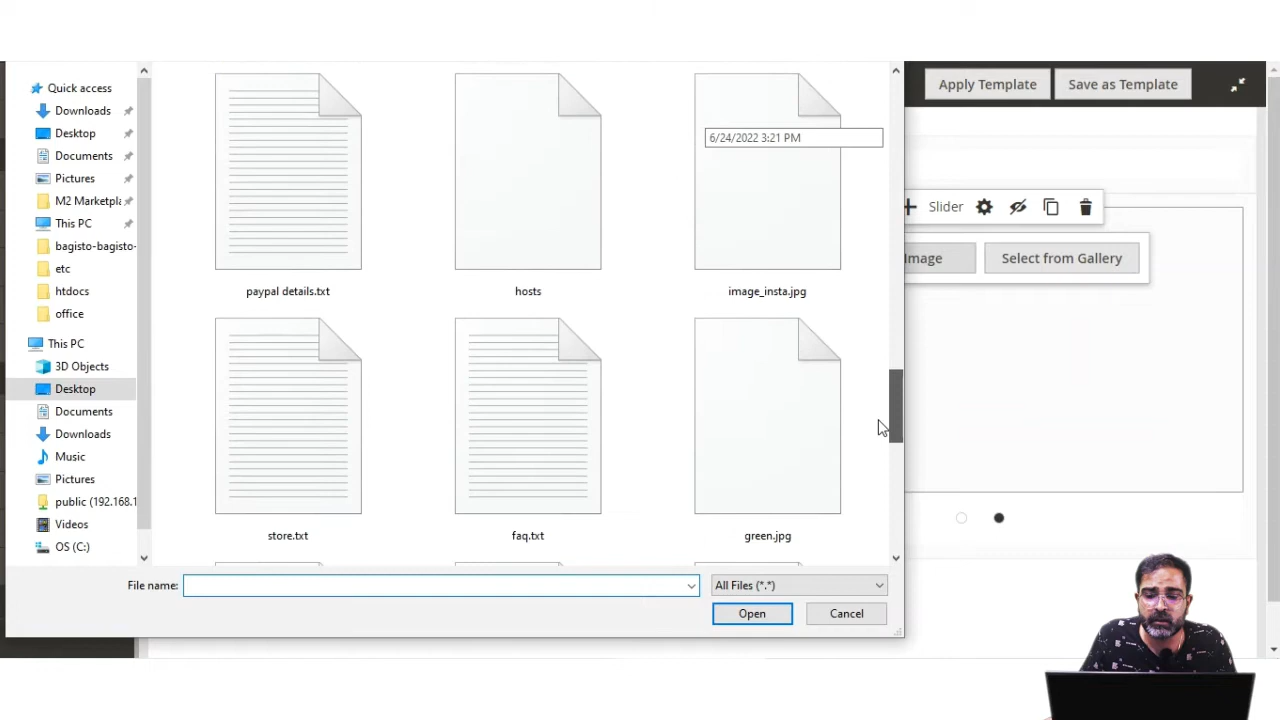 Quick access
Downloads
Desktop
Documents
Pictures
M2 Marketpla
This PC
bagisto-bagisto-
etc
htdocs
office
This PC
3D Objects
Desktop
Documents
Downloads
Music
Pictures
public (192.168.1
Videos
OS (C:)
6/24/2022 3:21 PM
paypal details.txt
hosts
image_insta.jpg
store.txt
faq.txt
green.jpg
File name:
All Files (*.*)
Open
Cancel
Apply Template
Save as Template
Slider
Image
Select from Gallery